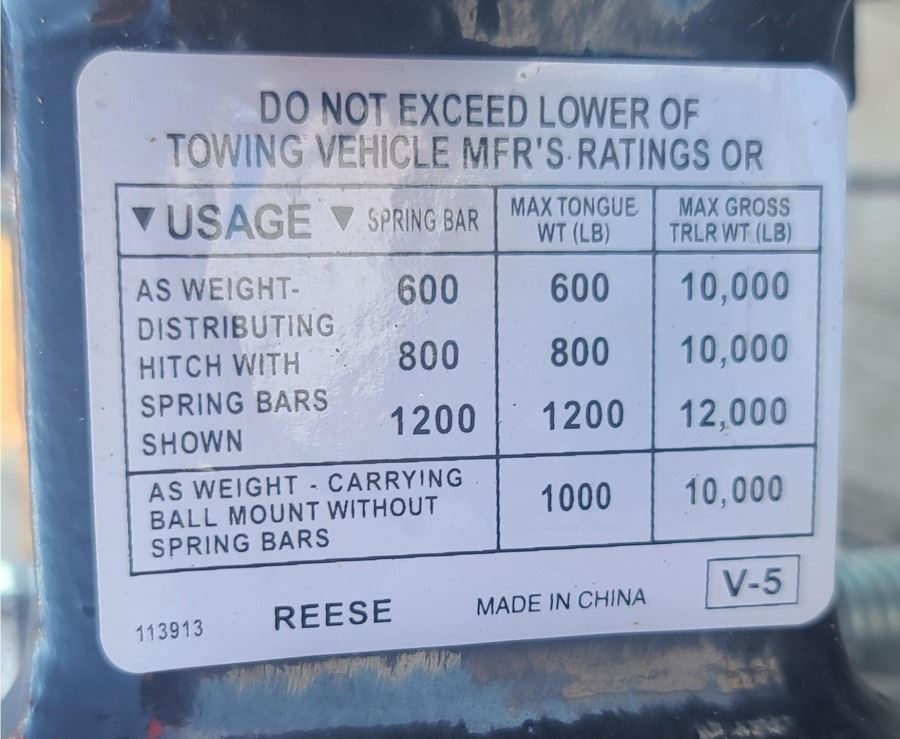 DO NOT EXCEED LOWER OF
TOWING VEHICLE MFR'S. RATINGS OR
▼ USAGE ▼ SPRING BAR MAX TONGUE WT (LB) MAX GROSS TRLR WT (LB)
AS WEIGHT- 600 600 10,000
DISTRIBUTING
HITCH WITH 800 800 10,000
SPRING BARS 1200 1200 12,000
SHOWN
AS WEIGHT - CARRYING
BALL MOUNT WITHOUT 1000 10,000
SPRING BARS
113913 REESE MADE IN CHINA V-5